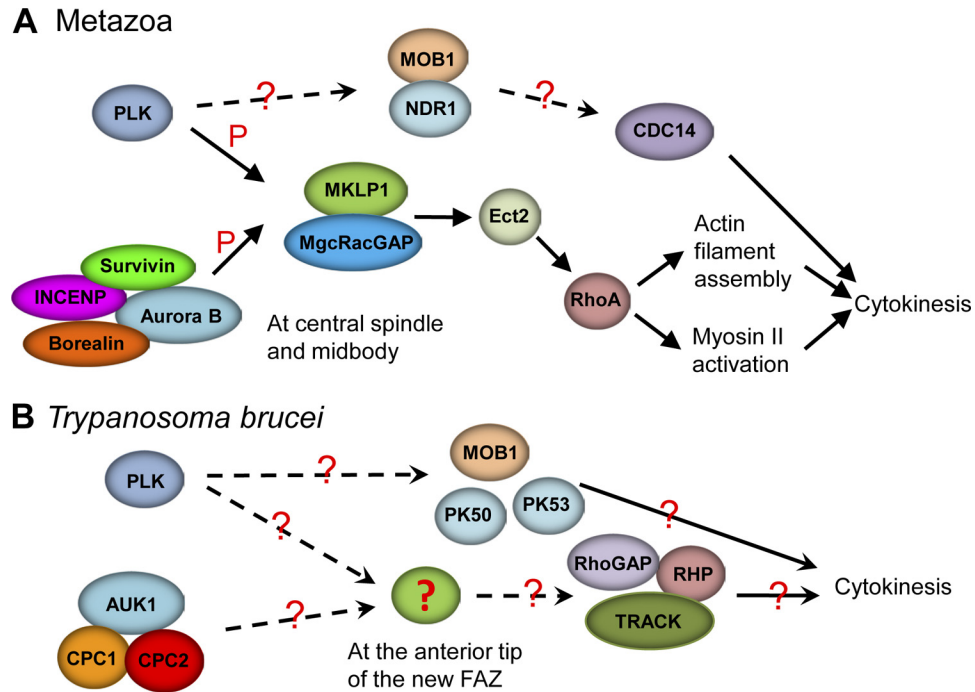 A Metazoa
MOB1
?
?
PLK
NDR1
CDC14
P
MKLP1
Ect2
Actin
filament
assembly
P
MgcRacGAP
Survivin
RhoA
Cytokinesis
INCENP
Aurora B
At central spindle
and midbody
Myosin II
activation
Borealin
B Trypanosoma brucei
MOB1
PLK
?
PK50
PK53
?
?
RhoGAP
RHP
Cytokinesis
AUK1
?
?
?
?
TRACK
CPC1
CPC2
At the anterior tip
of the new FAZ